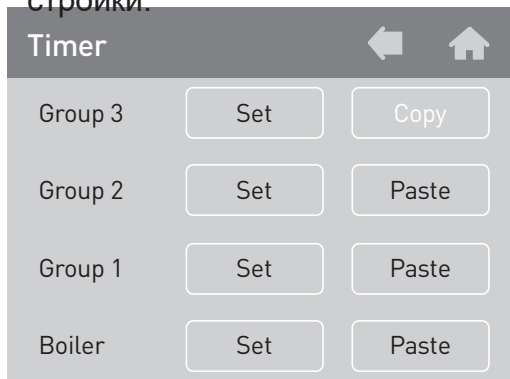 стройки.
Timer
Group 3 Set Copy
Group 2 Set Paste
Group 1 Set Paste
Boiler Set Paste